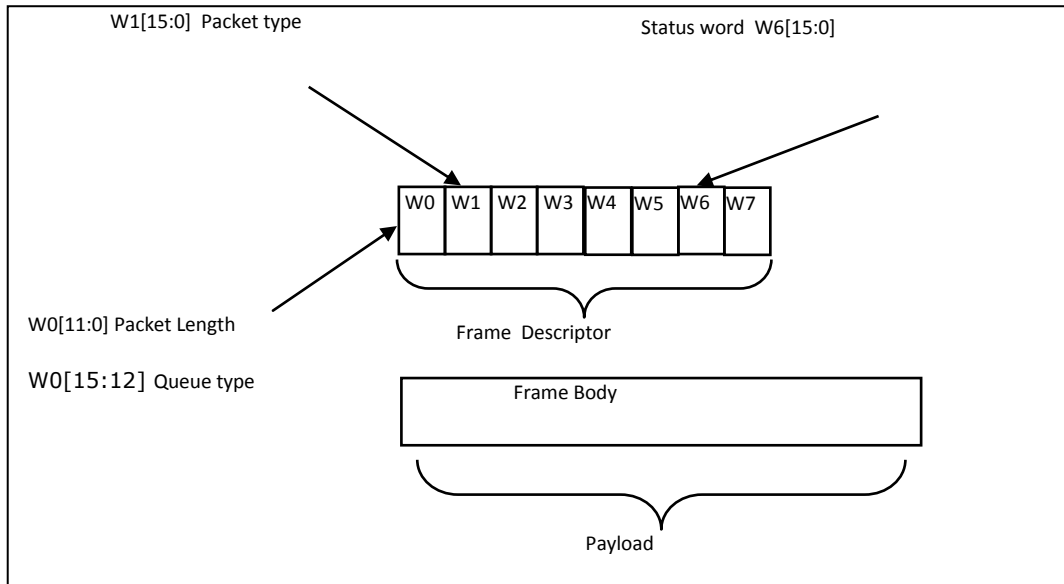 W1[15:0] Packet type
Status word W6[15:0]
W0 W1 W2 W3 W4 W5 W6 W7
W0[11:0] Packet Length
Frame Descriptor
W0[15:12] Queue type
Frame Body
Payload